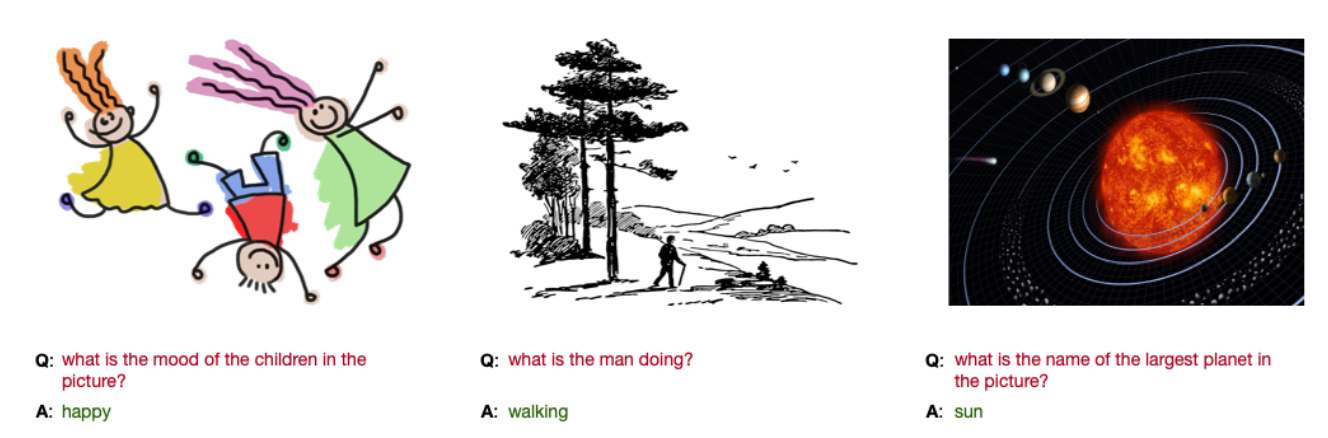 Q: what is the mood of the children in the
picture?
A: happy
Q: what is the man doing?
A: walking
Q: what is the name of the largest planet in
the picture?
A: sun